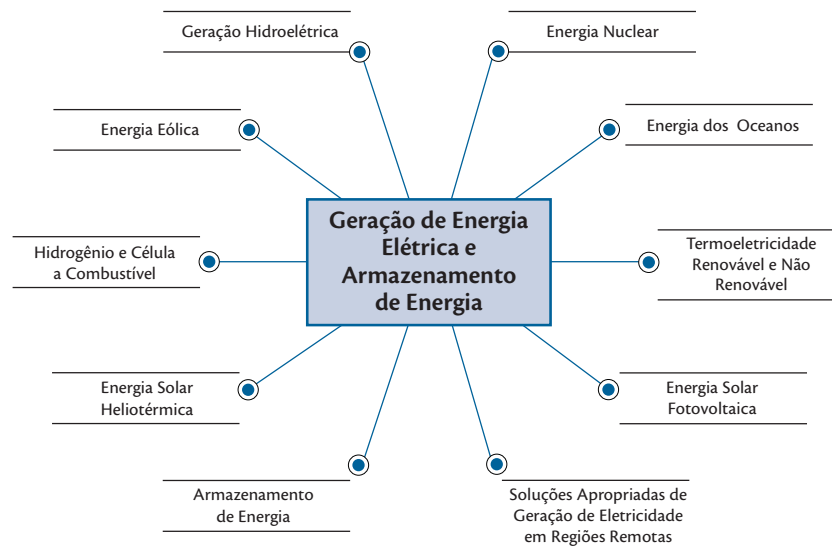 Geração Hidroelétrica
Energia Nuclear
Energia Eólica
Energia dos Oceanos
Geração de Energia
Elétrica e
Armazenamento
de Energia
Hidrogênio e Célula
a Combustível
Termoeletricidade
Renovável e Não
Renovável
Energia Solar
Heliotérmica
Energia Solar
Fotovoltaica
Armazenamento
de Energia
Soluções Apropriadas de
Geração de Eletricidade
em Regiões Remotas